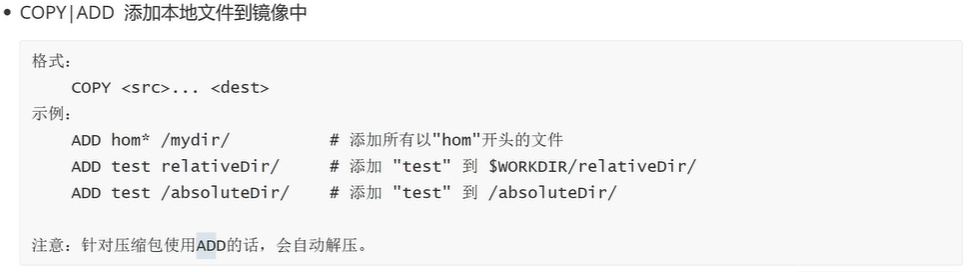 • COPY|ADD 添加本地文件到镜像中
格式：
COPY <src>... <dest>
示例：
ADD hom* /mydir/ # 添加所有以"hom"开头的文件
ADD test relativeDir/ # 添加 "test" 到 $WORKDIR/relativeDir/
ADD test /absoluteDir/ # 添加 "test" 到 /absoluteDir/
注意：针对压缩包使用ADD的话，会自动解压。